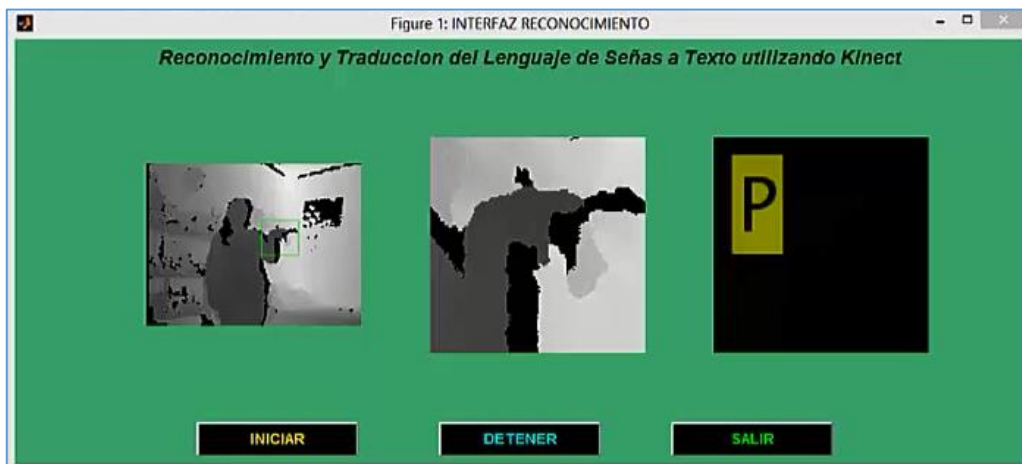 Figure 1: INTERFAZ RECONOCIMIENTO
Reconocimiento y Traduccion del Lenguaje de Señas a Texto utilizando Kinect
P
INICIAR
DETENER
SALIR